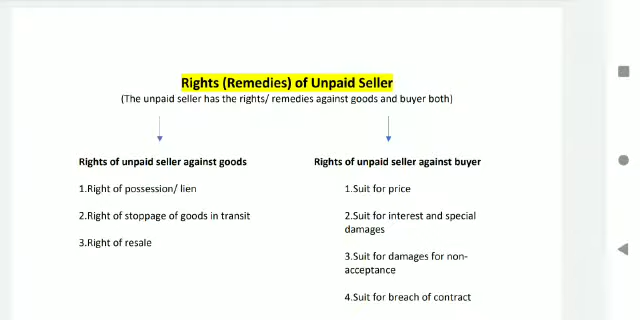 Rights (Remedies) of Unpaid Seller
(The unpaid seller has the rights/ remedies against goods and buyer both)
Rights of unpaid seller against goods
1.Right of possession/ lien
2.Right of stoppage of goods in transit
3.Right of resale
Rights of unpaid seller against buyer
1.Suit for price
2.Suit for interest and special
damages
3.Suit for damages for non-
acceptance
4.Suit for breach of contract